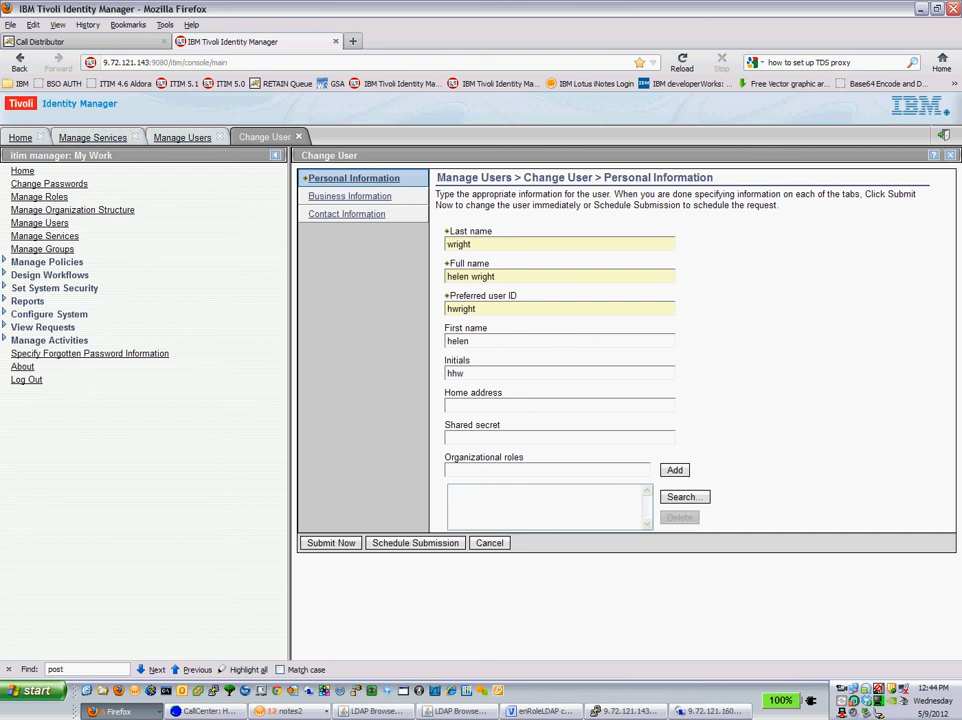 IBM Tivoli Identity Manager - Mozilla Firefox
File Edit View History Bookmarks Tools Help
Call Distributor
IBM Tivoli Identity Manager
Back Forward
9.72.121.143:9080/itim/console/main
Reload Stop
how to set up TDS proxy
Home
IBM BSO AUTH ITIM 4.6 Aldora ITIM 5.1 ITIM 5.0 RETAIN Queue GSA IBM Tivoli Identity Ma... IBM Tivoli Identity Ma... IBM Lotus iNotes Login IBM developerWorks: ... Free Vector graphic ar... Base64 Encode and D...
Tivoli Identity Manager
IBM
Home Manage Services Manage Users Change User
itim manager: My Work
Home
Change Passwords
Manage Roles
Manage Organization Structure
Manage Users
Manage Services
Manage Groups
Manage Policies
Design Workflows
Set System Security
Reports
Configure System
View Requests
Manage Activities
Specify Forgotten Password Information
About
Log Out
Change User
Personal Information
Business Information
Contact Information
Manage Users > Change User > Personal Information
Type the appropriate information for the user. When you are done specifying information on each of the tabs, Click Submit
Now to change the user immediately or Schedule Submission to schedule the request.
Last name
wright
Full name
helen wright
Preferred user ID
hwright
First name
helen
Initials
hhw
Home address
Shared secret
Organizational roles
Add
Search...
Delete
Submit Now Schedule Submission Cancel
Find: post Next Previous Highlight all Match case
start
100%
12:44 PM
Wednesday
5/9/2012
5 Firefox CallCenter: H... 12 notes2 LDAP Browse... LDAP Browse... enRoleLDAP c... 9.72.121.143... 9.72.121.160...